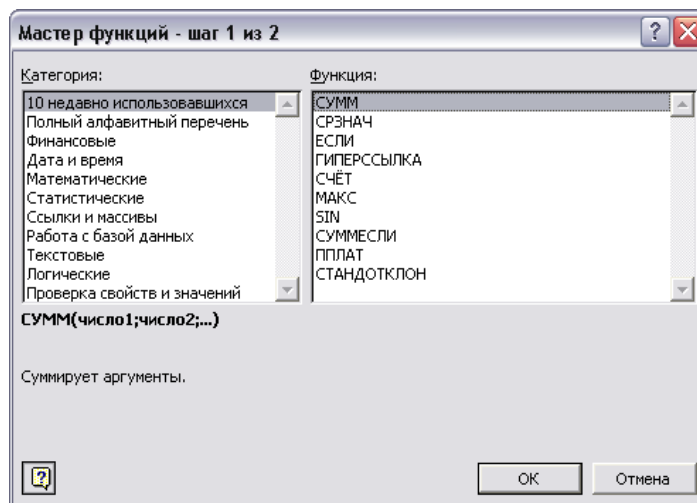 Мастер функций - шаг 1 из 2
Категория:
10 недавно использовавшихся
Полный алфавитный перечень
Финансовые
Дата и время
Математические
Статистические
Ссылки и массивы
Работа с базой данных
Текстовые
Логические
Проверка свойств и значений
Функция:
СУММ
СРЗНАЧ
ЕСЛИ
ГИПЕРССЫЛКА
СЧЁТ
МАКС
SIN
СУММЕСЛИ
ППЛАТ
СТАНДОТКЛОН
СУММ(число1;число2;...)
Суммирует аргументы.
ОК
Отмена